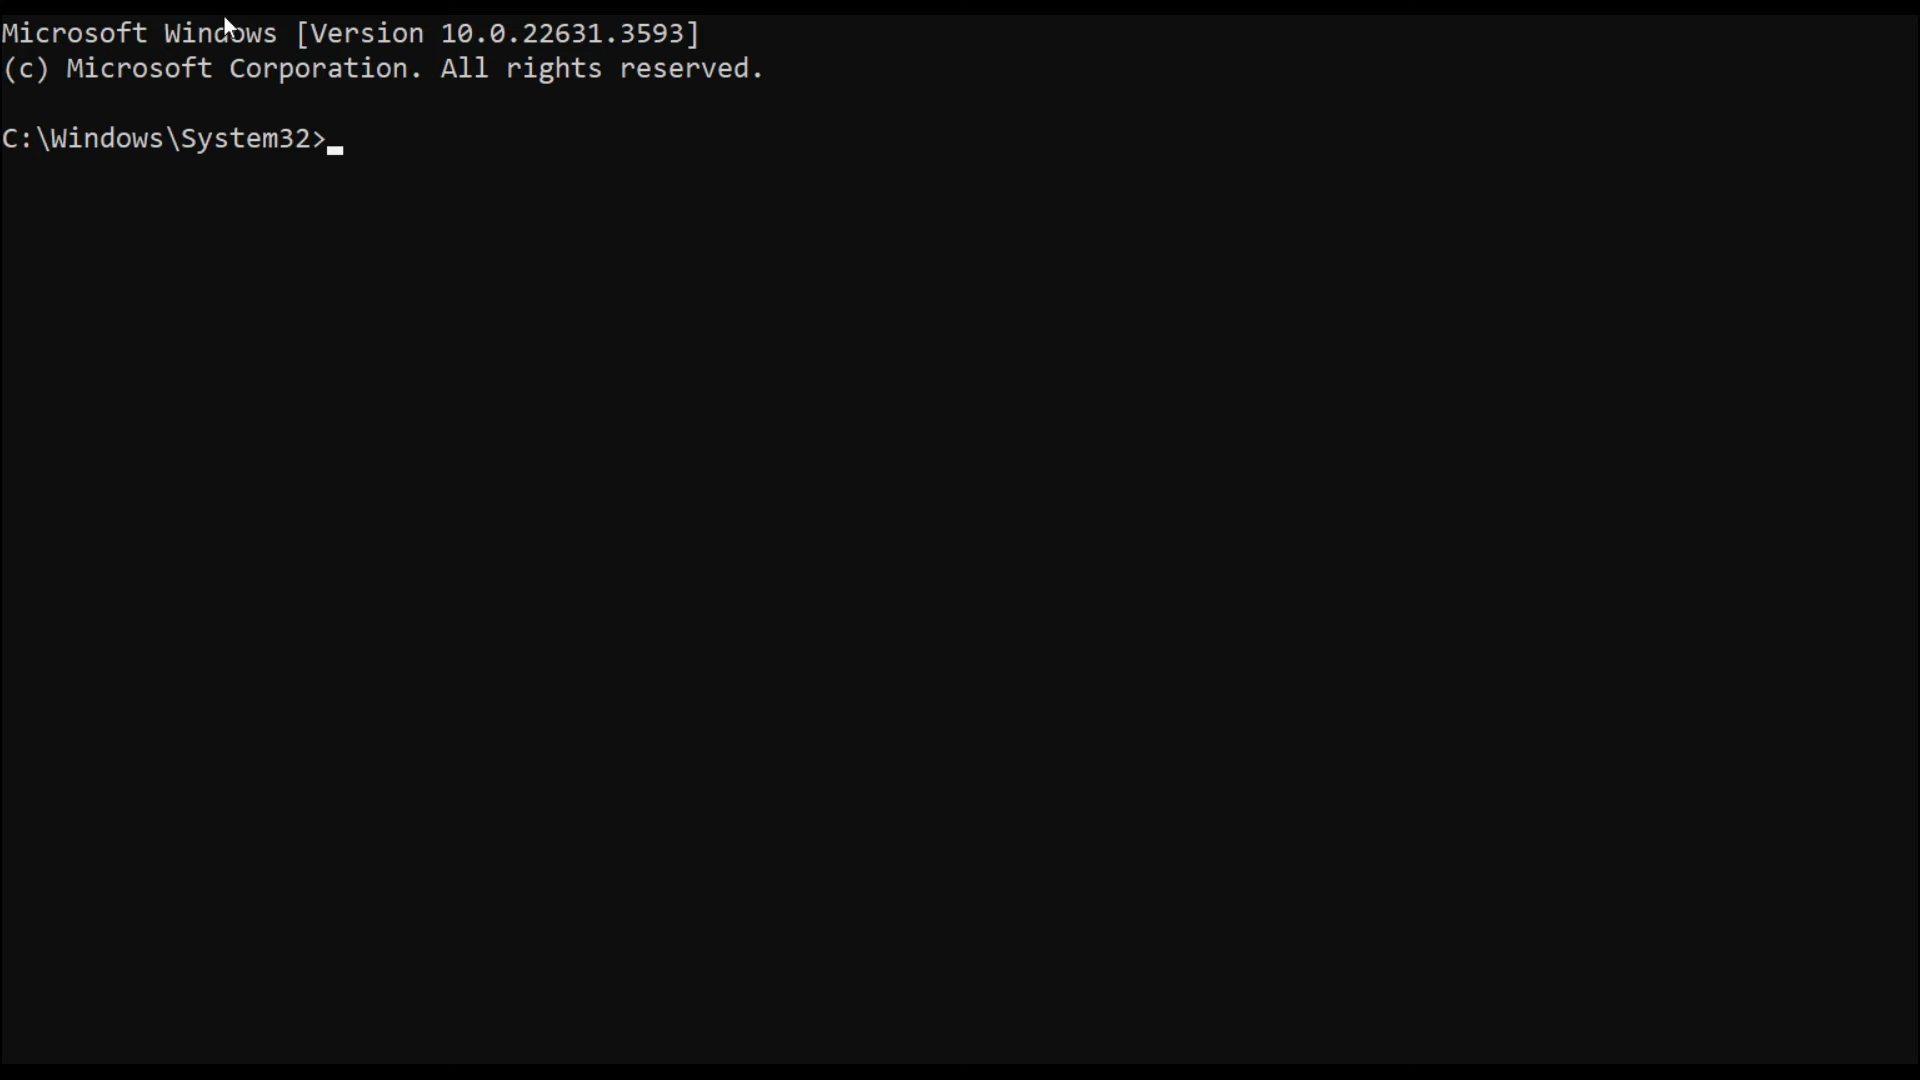 Microsoft Windows [Version 10.0.22631.3593]
(c) Microsoft Corporation. All rights reserved.
C:\Windows\System32>